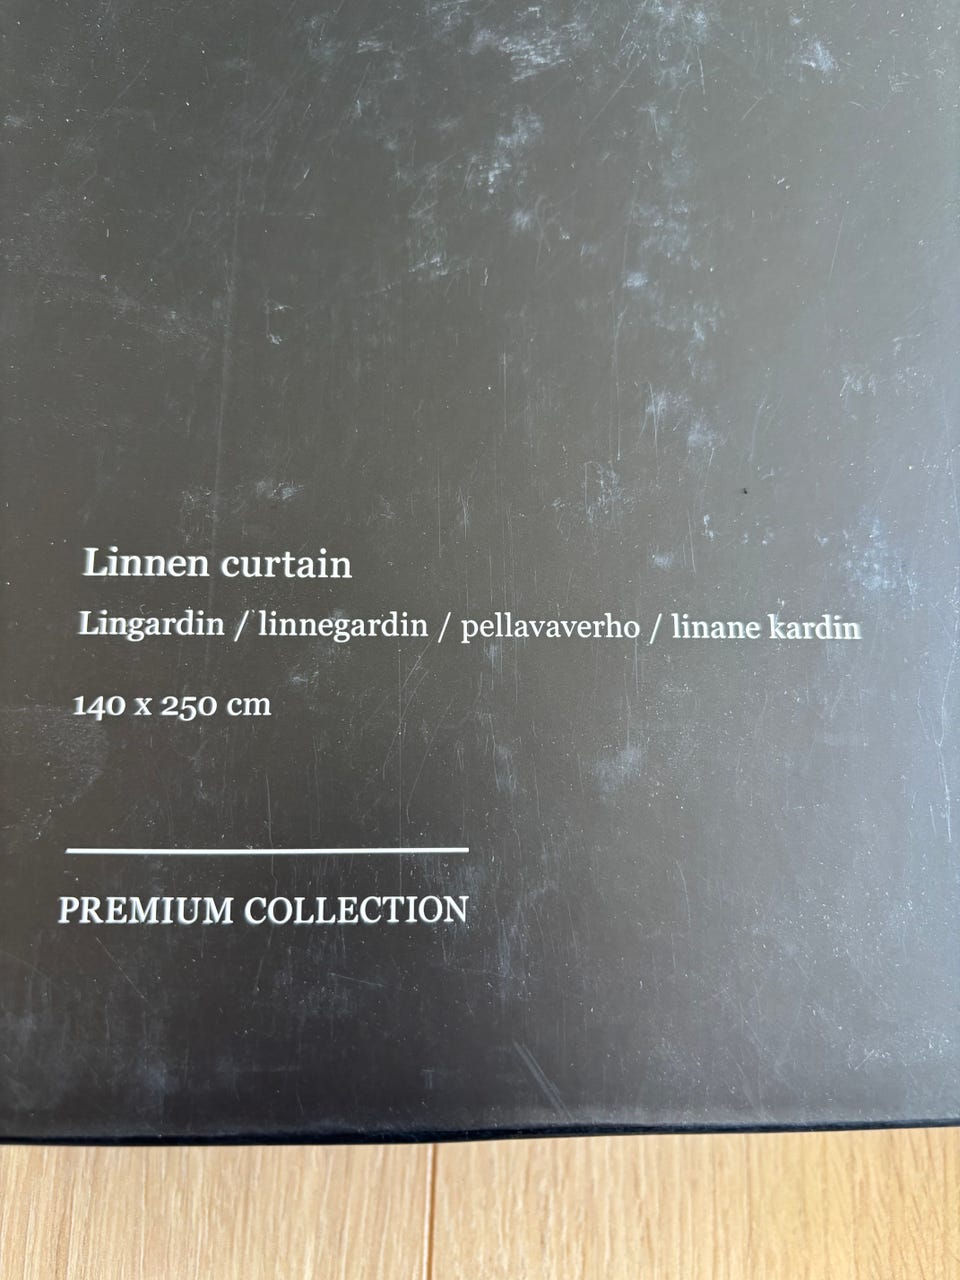 Linnen curtain
Lingardin / linnegardin / pellavaverho / linane kardin
140 x 250 cm
PREMIUM COLLECTION